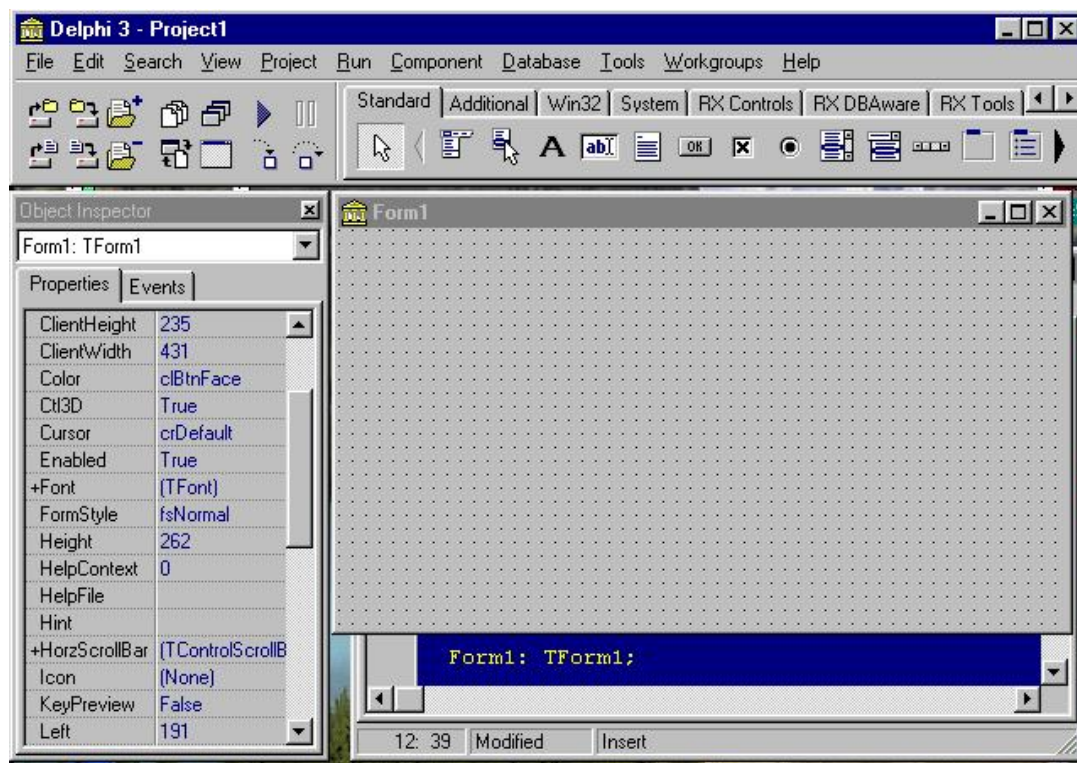 Delphi 3 - Project1
File Edit Search View Project Run Component Database Tools Workgroups Help
Standard Additional Win32 System RX Controls RX DBAware RX Tools
A ab OK
Object Inspector
Form1: TForm1
Properties Events
ClientHeight 235
ClientWidth 431
Color clBtnFace
Ctl3D True
Cursor crDefault
Enabled True
+Font (TFont)
FormStyle fsNormal
Height 262
HelpContext 0
HelpFile
Hint
+HorzScrollBar (TControlScrollB
Icon (None)
KeyPreview False
Left 191
Form1
Form1: TForm1;
12: 39 Modified Insert